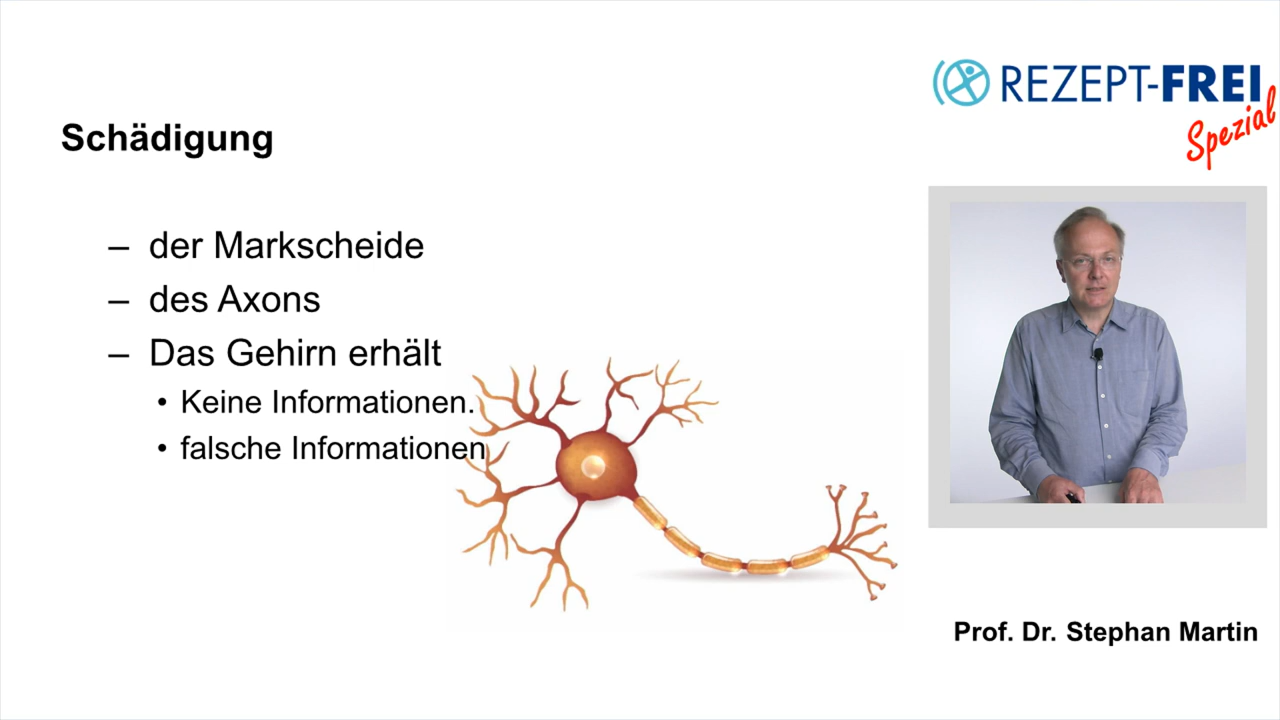 REZEPT-FREI
Spezial
Schädigung
– der Markscheide
– des Axons
– Das Gehirn erhält
• Keine Informationen.
• falsche Informationen
Prof. Dr. Stephan Martin